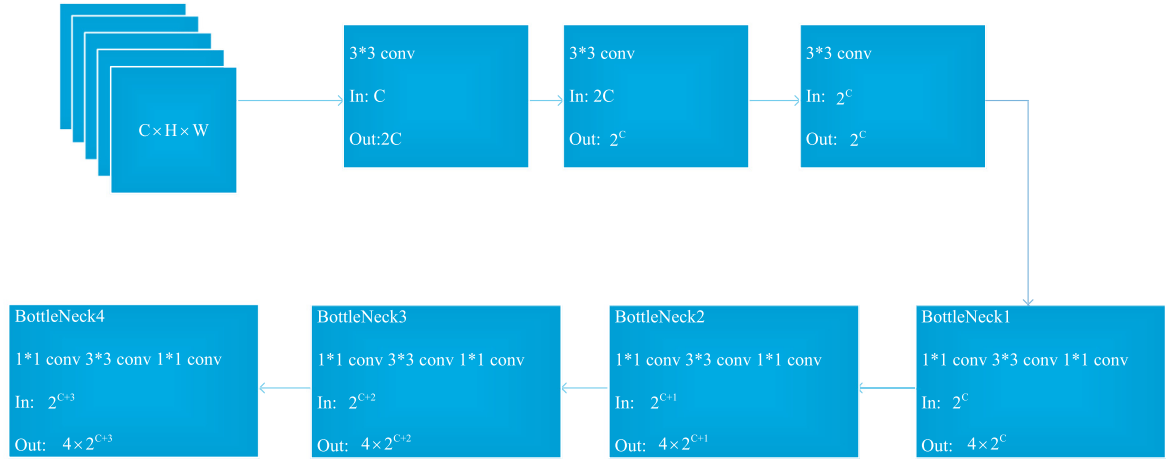 C×H×W
3*3 conv
In: C
Out:2C
3*3 conv
In: 2C
Out: 2^C
3*3 conv
In: 2^C
Out: 2^C
BottleNeck1
1*1 conv 3*3 conv 1*1 conv
In: 2^C
Out: 4×2^C
BottleNeck2
1*1 conv 3*3 conv 1*1 conv
In: 2^{C+1}
Out: 4×2^{C+1}
BottleNeck3
1*1 conv 3*3 conv 1*1 conv
In: 2^{C+2}
Out: 4×2^{C+2}
BottleNeck4
1*1 conv 3*3 conv 1*1 conv
In: 2^{C+3}
Out: 4×2^{C+3}